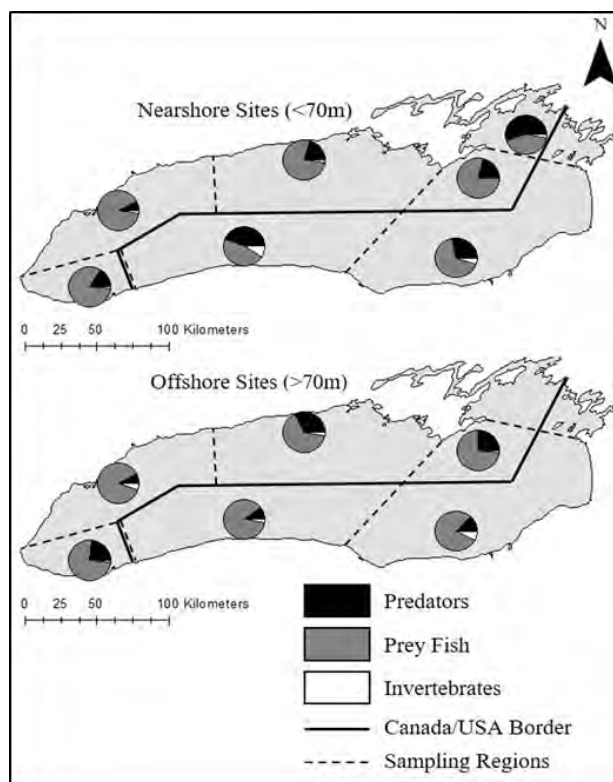 N
Nearshore Sites (<70m)
0 25 50 100 Kilometers
Offshore Sites (>70m)
0 25 50 100 Kilometers
Predators
Prey Fish
Invertebrates
Canada/USA Border
Sampling Regions